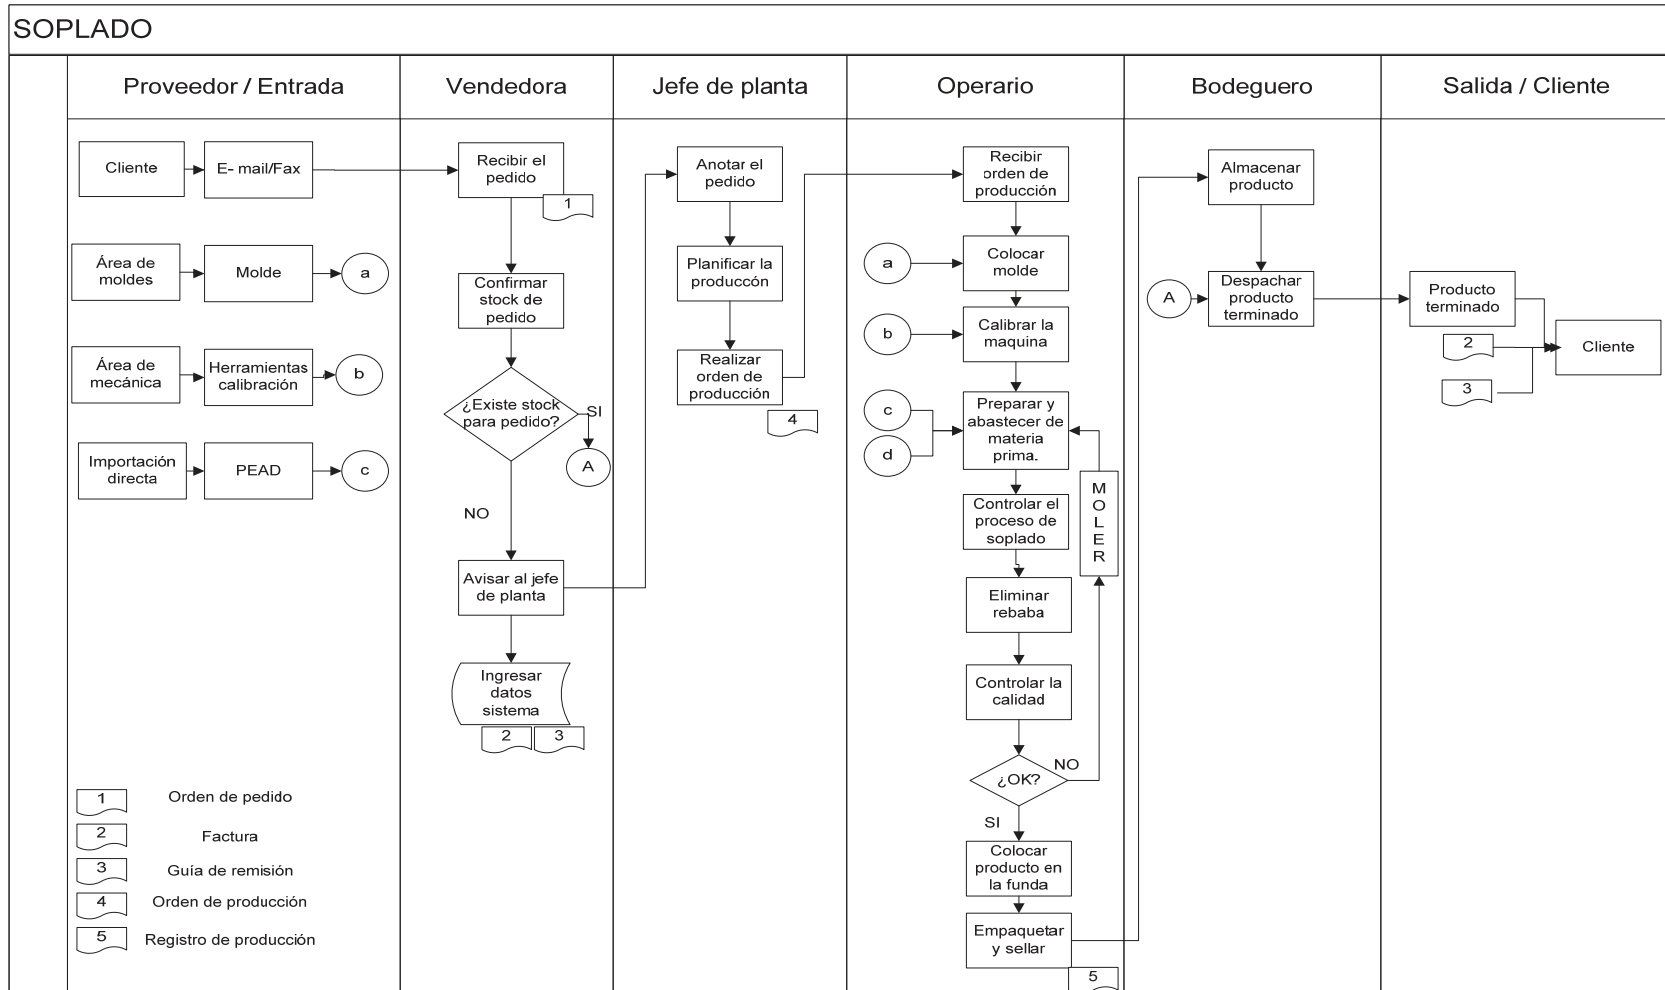 SOPLADO
Proveedor / Entrada
Vendedora
Jefe de planta
Operario
Bodeguero
Salida / Cliente
Cliente
E- mail/Fax
Área de
moldes
Molde
a
Área de
mecánica
Herramientas
calibración
b
Importación
directa
PEAD
c
1
Orden de pedido
2
Factura
3
Guía de remisión
4
Orden de producción
5
Registro de producción
Recibir el
pedido
1
Confirmar
stock de
pedido
¿Existe stock
para pedido?
SI
A
NO
Avisar al jefe
de planta
Ingresar
datos
sistema
2
3
Anotar el
pedido
Planificar la
produccón
Realizar
orden de
producción
4
Recibir
orden de
producción
a
Colocar
molde
b
Calibrar la
maquina
c
d
Preparar y
abastecer de
materia
prima.
MOLER
Controlar el
proceso de
soplado
Eliminar
rebaba
Controlar la
calidad
¿OK?
NO
SI
Colocar
producto en
la funda
Empaquetar
y sellar
5
Almacenar
producto
A
Despachar
producto
terminado
Producto
terminado
2
3
Cliente